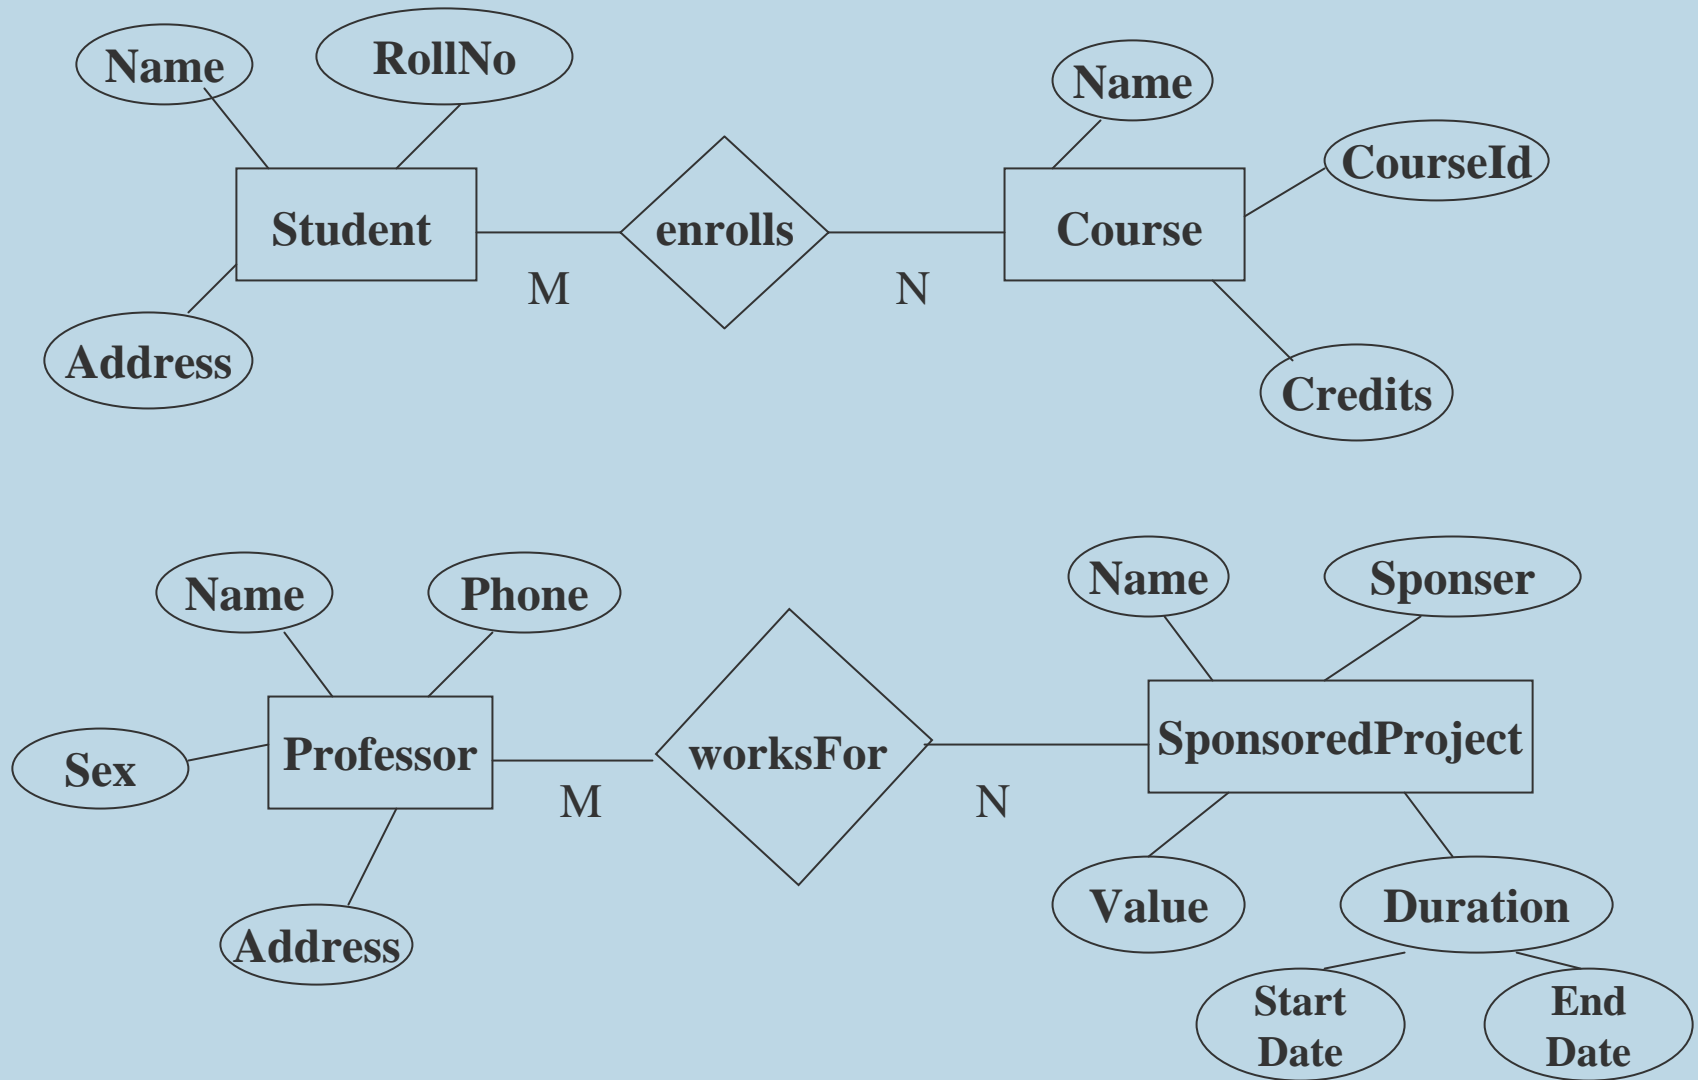 Name
RollNo
Name
CourseId
Student
enrolls
Course
M
N
Address
Credits
Name
Phone
Name
Sponser
Sex
Professor
worksFor
SponsoredProject
M
N
Address
Value
Duration
Start
Date
End
Date